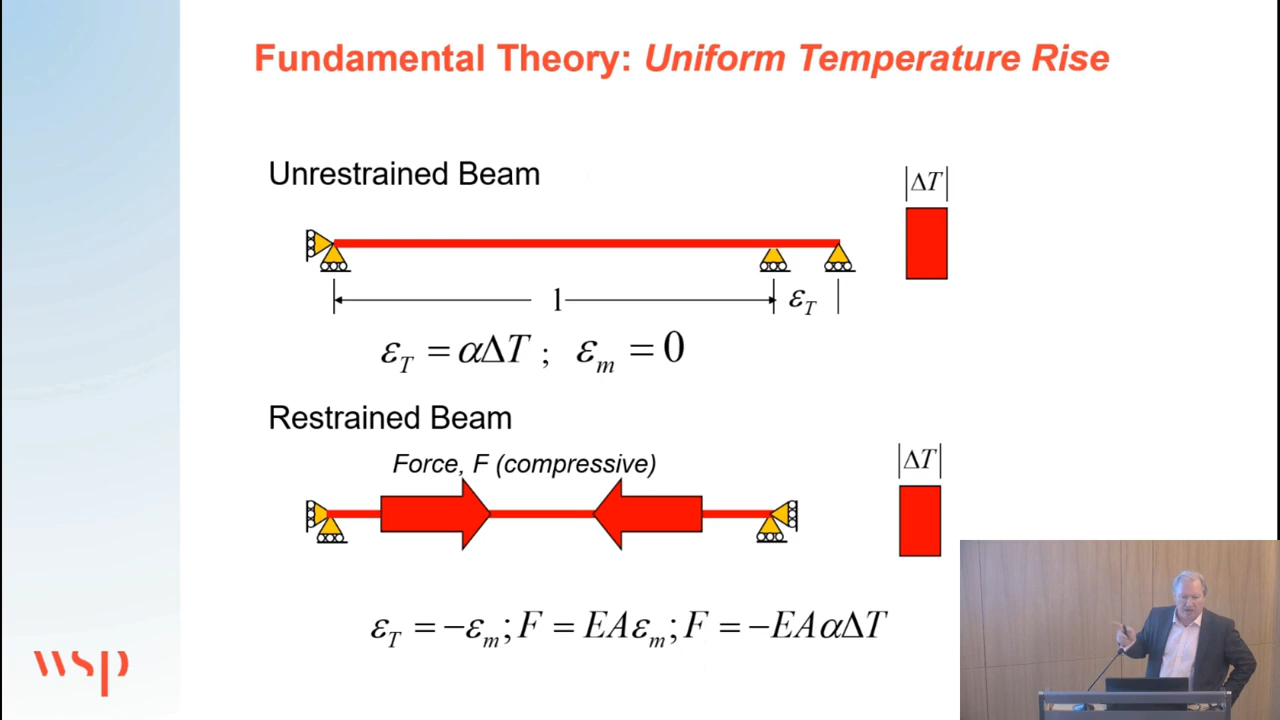 Fundamental Theory: Uniform Temperature Rise
Unrestrained Beam
|ΔT|
l
ε_T
ε_T = αΔT ; ε_m = 0
Restrained Beam
|ΔT|
Force, F (compressive)
ε_T = −ε_m; F = EAε_m; F = −EAαΔT
wsp